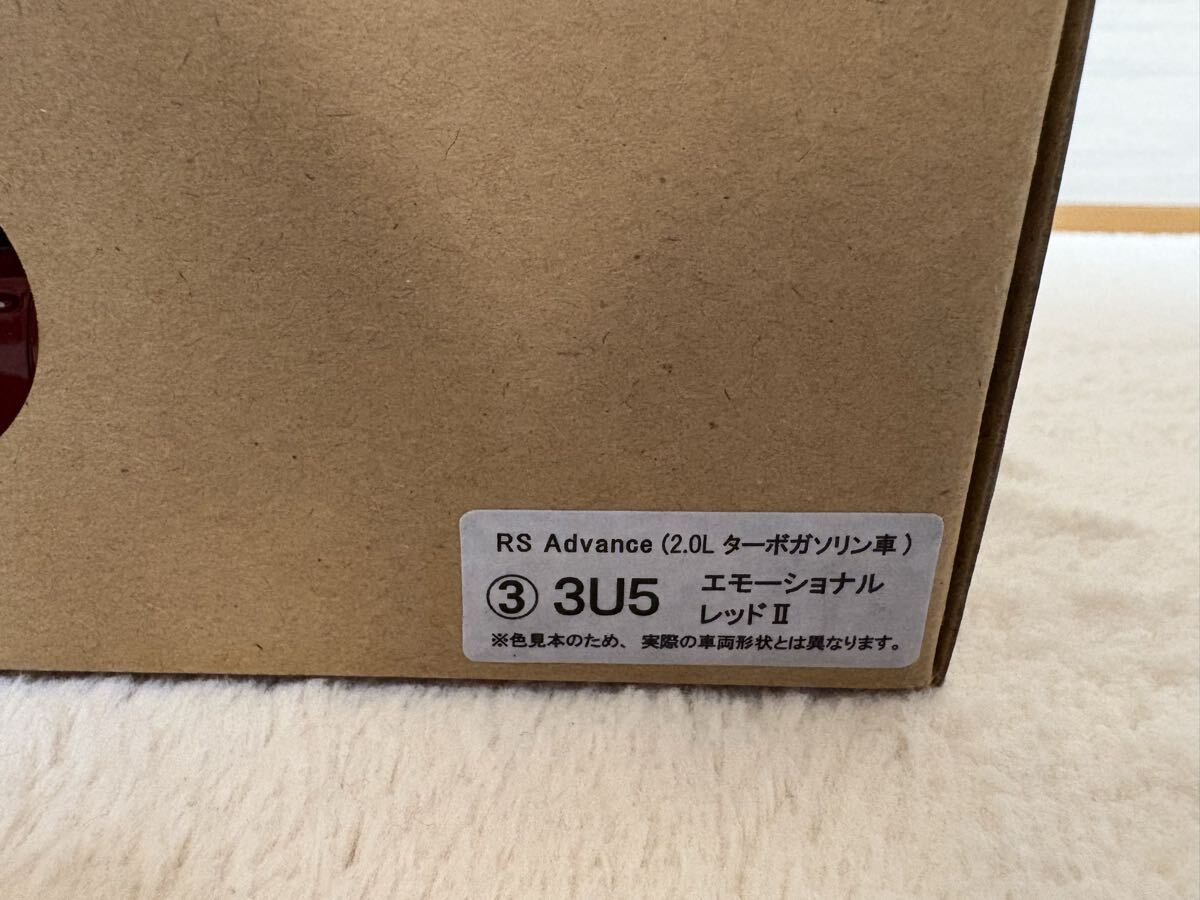 RS Advance (2.0L ターボガソリン車)
③ 3U5 エモーショナル
レッドⅡ
※色見本のため、実際の車両形状とは異なります。